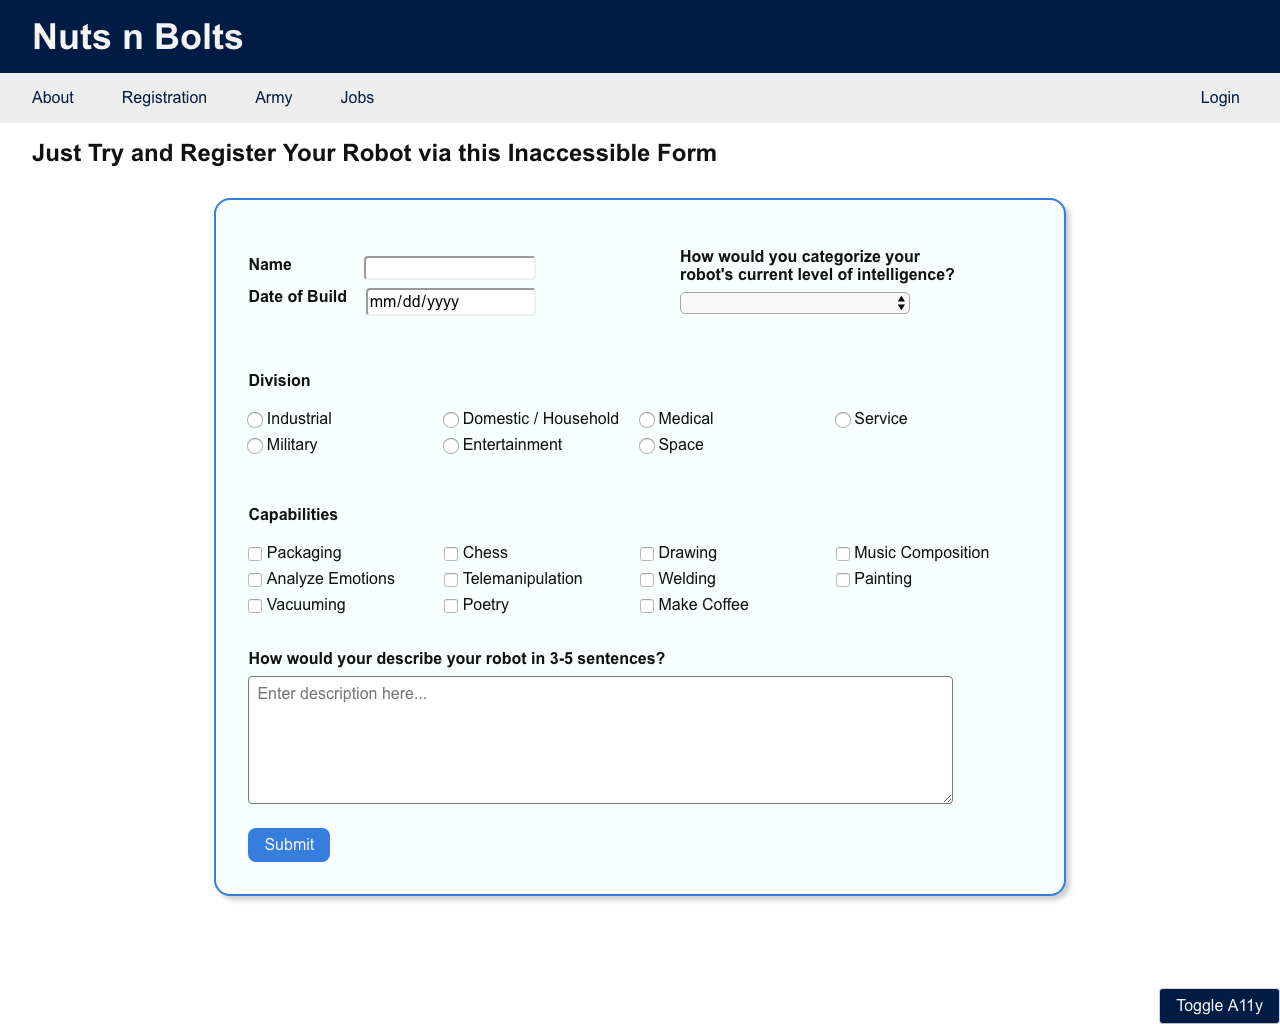 Nuts n Bolts
About Registration Army Jobs Login
Just Try and Register Your Robot via this Inaccessible Form
Name
Date of Build mm/dd/yyyy
How would you categorize your
robot's current level of intelligence?
Division
Industrial Domestic / Household Medical Service
Military Entertainment Space
Capabilities
Packaging Chess Drawing Music Composition
Analyze Emotions Telemanipulation Welding Painting
Vacuuming Poetry Make Coffee
How would your describe your robot in 3-5 sentences?
Enter description here...
Submit
Toggle A11y